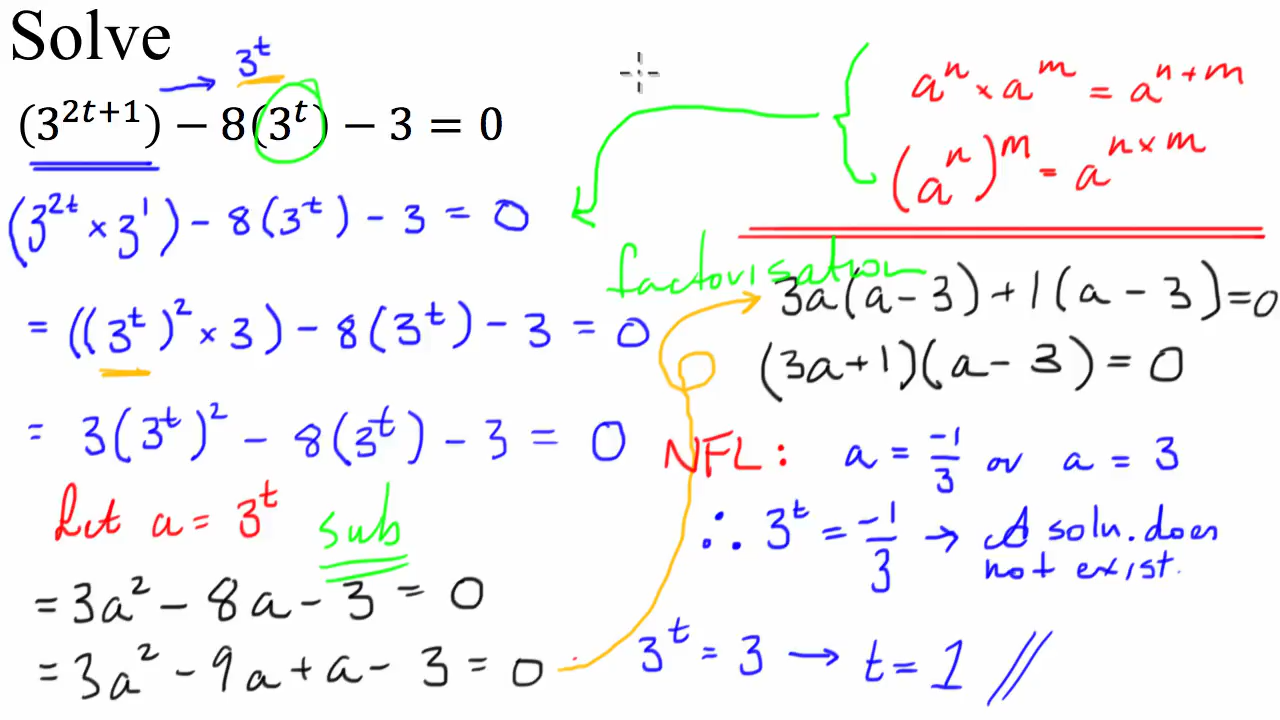 Solve
→ 3^t
(3^{2t+1}) − 8(3^t) − 3 = 0
(3^{2t} × 3^1) − 8(3^t) − 3 = 0
= ((3^t)^2 × 3) − 8(3^t) − 3 = 0
= 3(3^t)^2 − 8(3^t) − 3 = 0
Let a = 3^t sub
= 3a^2 − 8a − 3 = 0
= 3a^2 − 9a + a − 3 = 0
a^n × a^m = a^{n+m}
(a^n)^m = a^{n×m}
factorisation
3a(a − 3) + 1(a − 3) = 0
(3a+1)(a − 3) = 0
NFL: a = -1/3 or a = 3
∴ 3^t = -1/3 → A soln. does
not exist.
3^t = 3 → t = 1 //